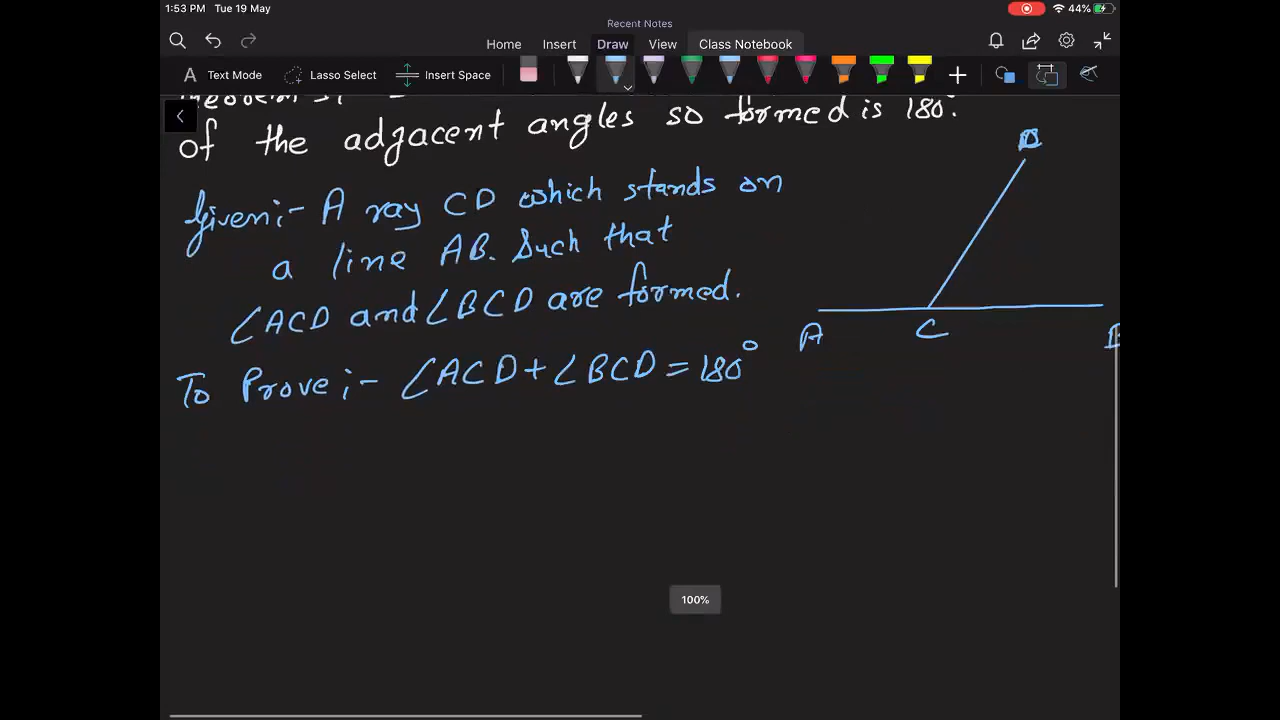 1:53 PM Tue 19 May
44%
Recent Notes
Home Insert Draw View Class Notebook
Text Mode Lasso Select Insert Space
of the adjacent angles so formed is 180°.
Given:- A ray CD which stands on
a line AB. Such that
∠ACD and ∠BCD are formed.
To Prove :- ∠ACD + ∠BCD = 180°
D
A C
100%